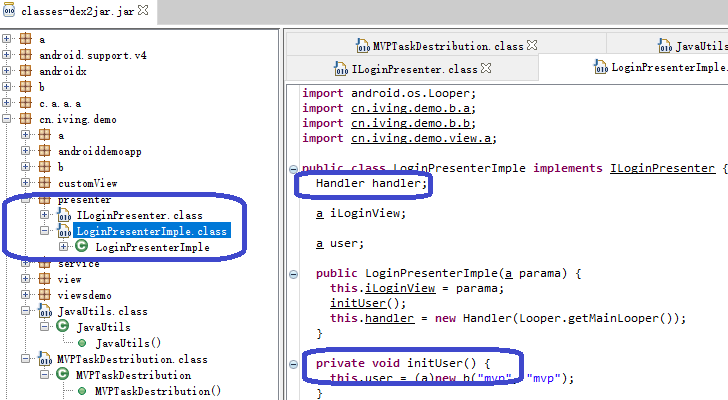 classes-dex2jar.jar
a
android.support.v4
androidx
b
c.a.a.a
cn.iving.demo
a
androiddemoapp
b
customView
presenter
ILoginPresenter.class
LoginPresenterImple.class
LoginPresenterImple
service
view
viewsdemo
JavaUtils.class
JavaUtils
JavaUtils()
MVPTaskDestribution.class
MVPTaskDestribution
MVPTaskDestribution()
MVPTaskDestribution.class
JavaUtils
ILoginPresenter.class
LoginPresenterImple.
import android.os.Looper;
import cn.iving.demo.b.a;
import cn.iving.demo.b.b;
import cn.iving.demo.view.a;
public class LoginPresenterImple implements ILoginPresenter {
Handler handler;
a iLoginView;
a user;
public LoginPresenterImple(a parama) {
this.iLoginView = parama;
initUser();
this.handler = new Handler(Looper.getMainLooper());
}
private void initUser() {
this.user = (a)new b("mvp", "mvp");
}